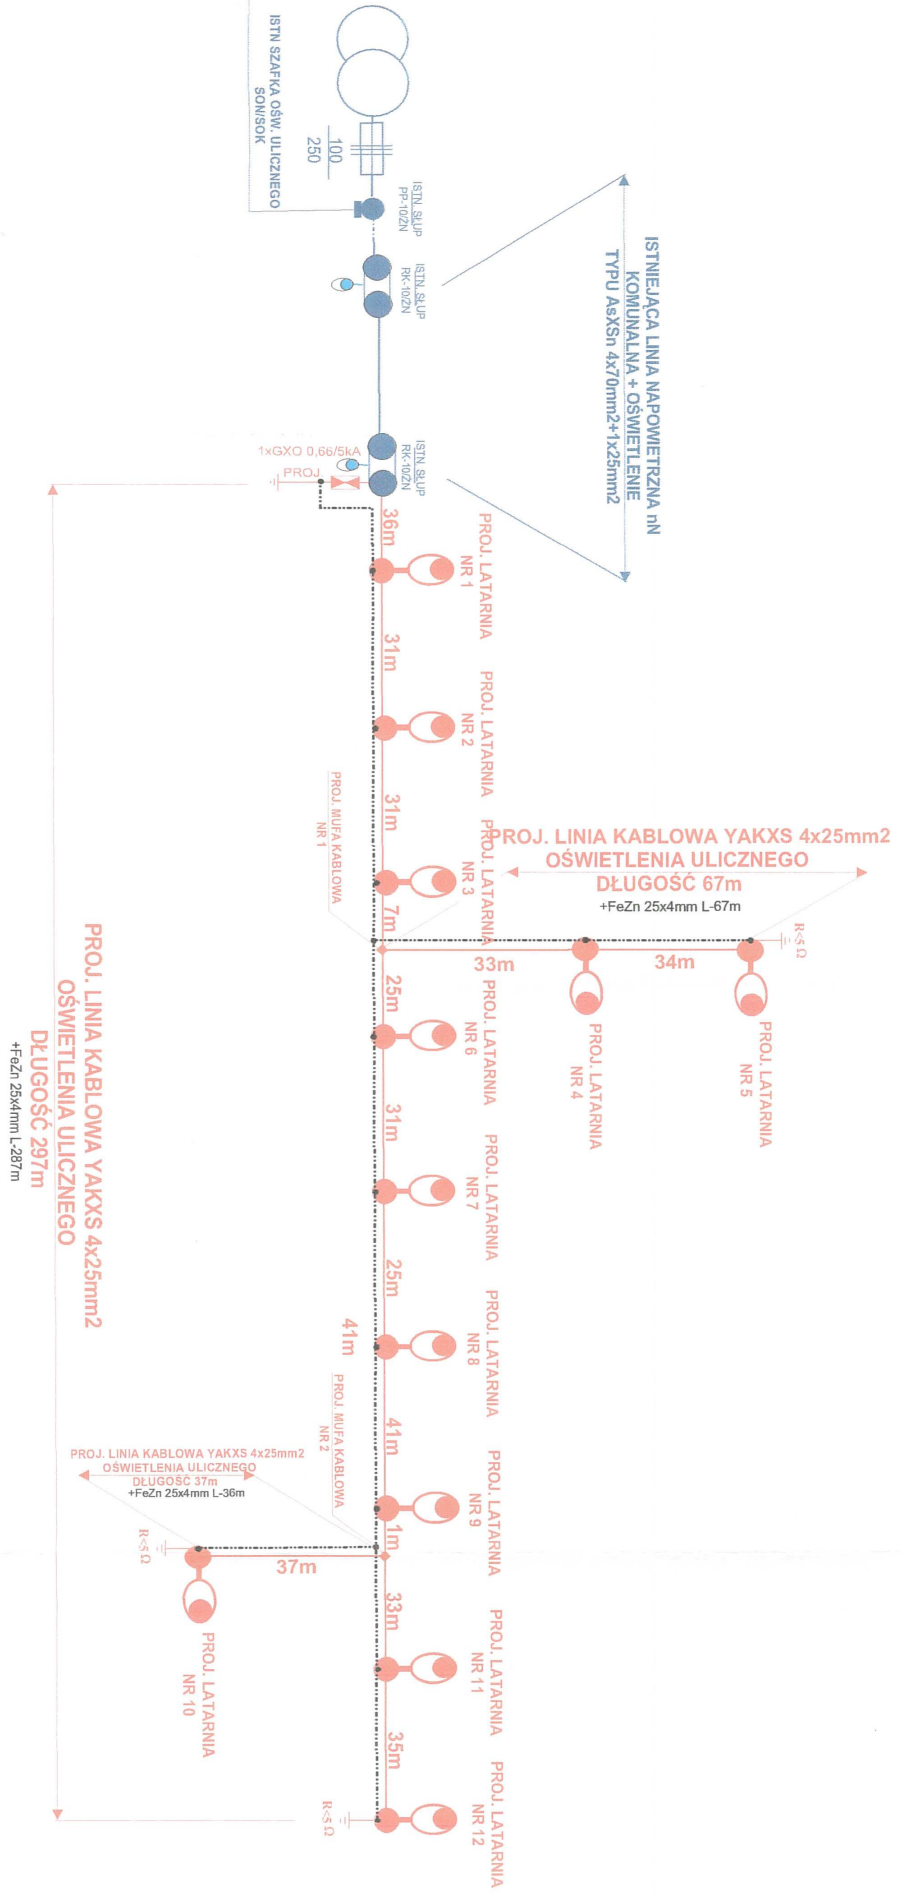 ISTN SZAFKA OŚW. ULICZNEGO
SON/SOK
100
250
ISTN. SŁUP
PP-10/ŻN
ISTN. SŁUP
RK-10/ŻN
ISTN. SŁUP
RK-10/ŻN
ISTNIEJĄCA LINIA NAPOWIETRZNA nN
KOMUNALNA + OŚWIETLENIE
TYPU AsXSn 4x70mm2+1x25mm2
1xGXO 0,66/5kA
PROJ.
36m
PROJ. LATARNIA
NR 1
31m
PROJ. LATARNIA
NR 2
31m
PROJ. MUFA KABLOWA
NR 1
PROJ. LATARNIA
NR 3
7m
PROJ. LINIA KABLOWA YAKXS 4x25mm2
OŚWIETLENIA ULICZNEGO
DŁUGOŚĆ 67m
+FeZn 25x4mm L-67m
R<5 Ω
33m
34m
PROJ. LATARNIA
NR 4
PROJ. LATARNIA
NR 5
25m
PROJ. LATARNIA
NR 6
31m
PROJ. LATARNIA
NR 7
25m
PROJ. LATARNIA
NR 8
41m
41m
PROJ. MUFA KABLOWA
NR 2
PROJ. LATARNIA
NR 9
1m
PROJ. LINIA KABLOWA YAKXS 4x25mm2
OŚWIETLENIA ULICZNEGO
DŁUGOŚĆ 37m
+FeZn 25x4mm L-36m
R<5 Ω
37m
PROJ. LATARNIA
NR 10
33m
PROJ. LATARNIA
NR 11
35m
PROJ. LATARNIA
NR 12
R<5 Ω
PROJ. LINIA KABLOWA YAKXS 4x25mm2
OŚWIETLENIA ULICZNEGO
DŁUGOŚĆ 297m
+FeZn 25x4mm L-287m